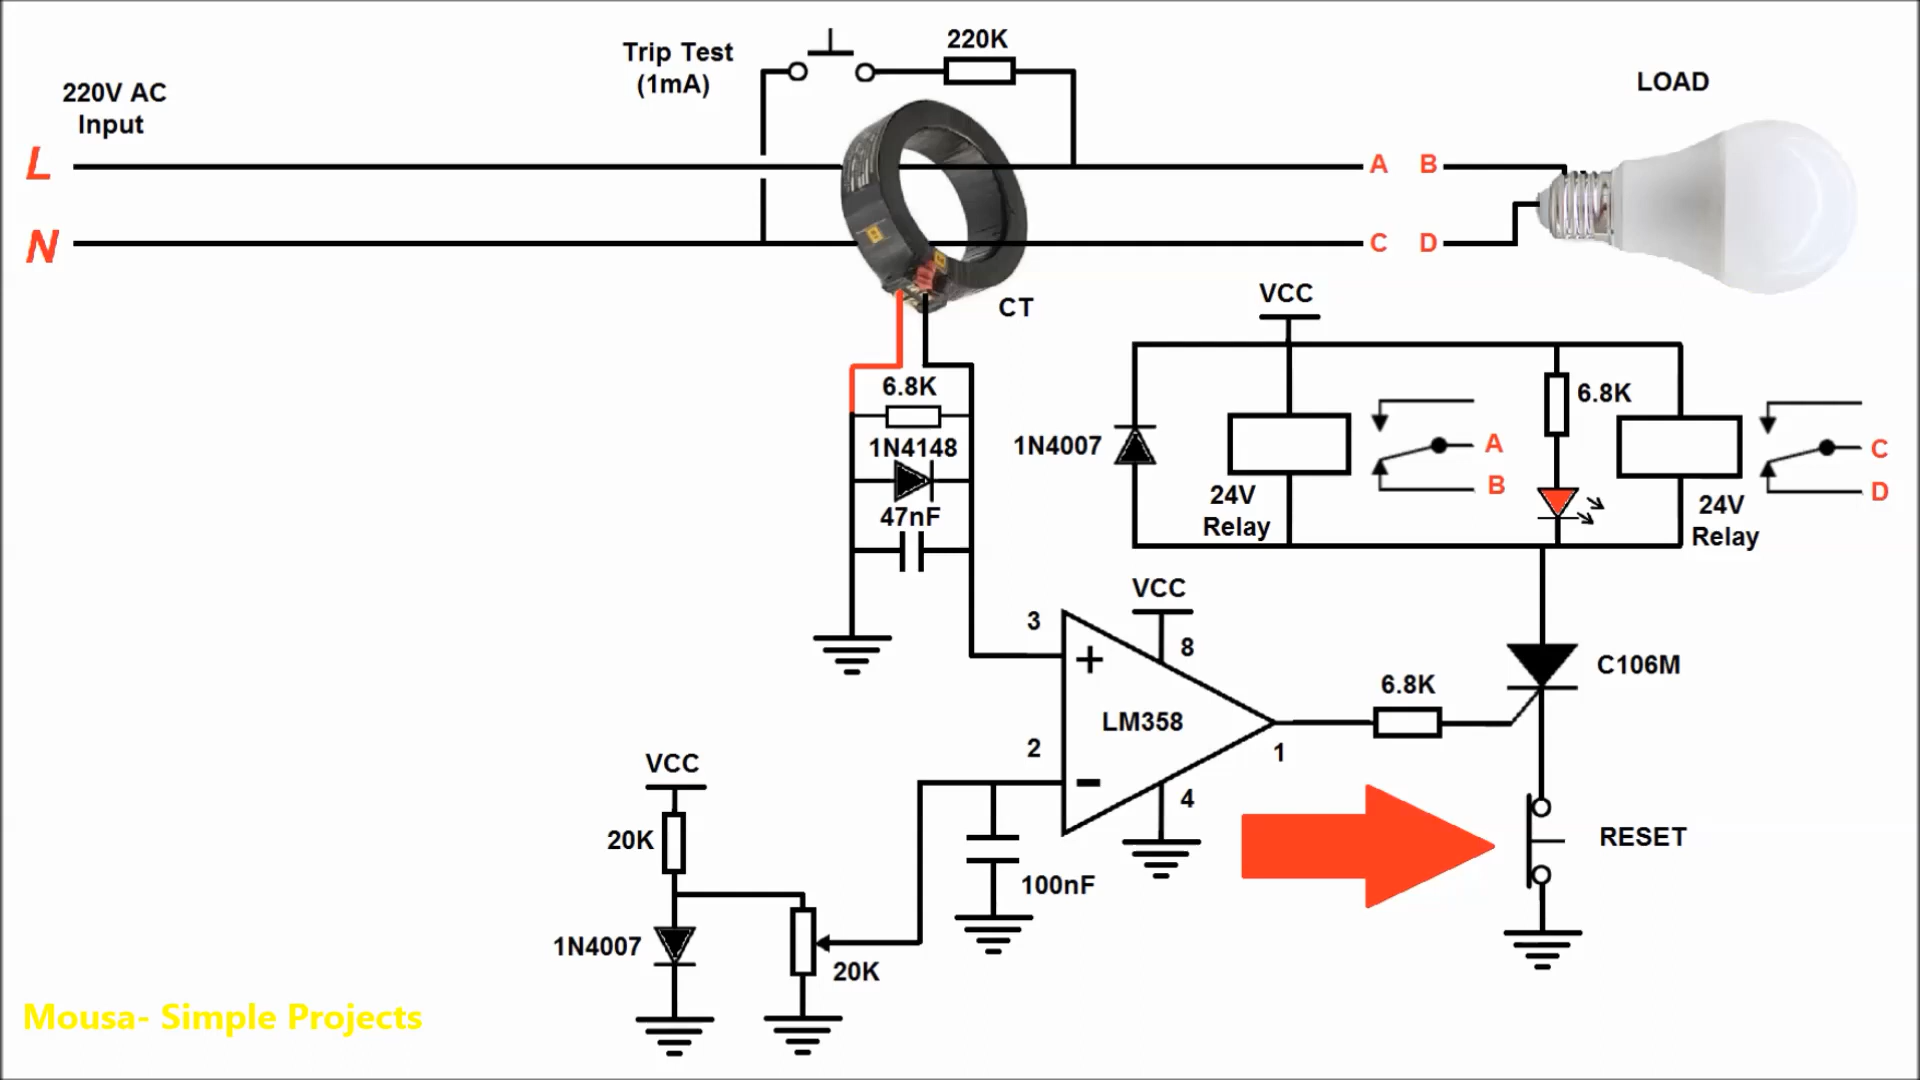 Trip Test
(1mA)
220K
220V AC
Input
LOAD
L
A B
N
C D
CT
VCC
6.8K
6.8K
1N4148
1N4007
A
C
B
D
24V
Relay
24V
Relay
47nF
VCC
3
8
C106M
6.8K
LM358
2
1
VCC
4
20K
RESET
100nF
1N4007
20K
Mousa- Simple Projects